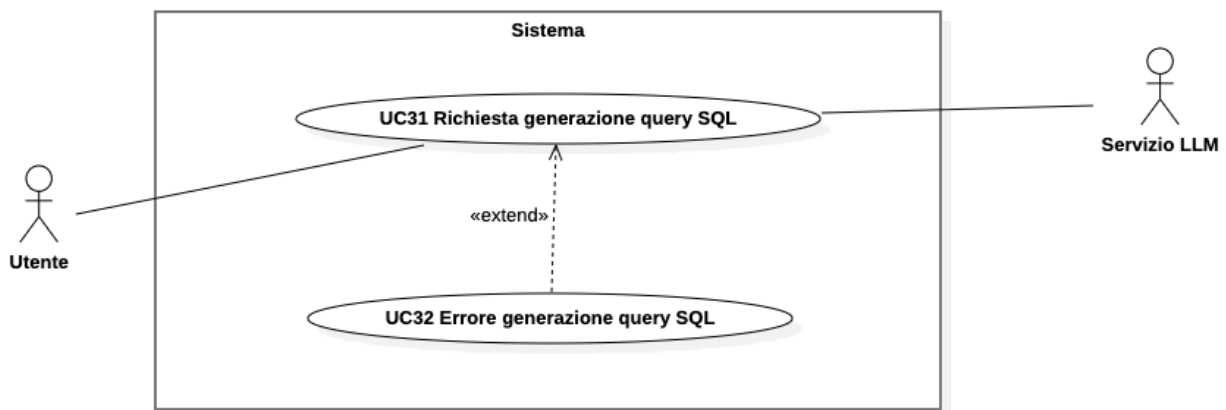 Sistema
UC31 Richiesta generazione query SQL
Servizio LLM
«extend»
Utente
UC32 Errore generazione query SQL